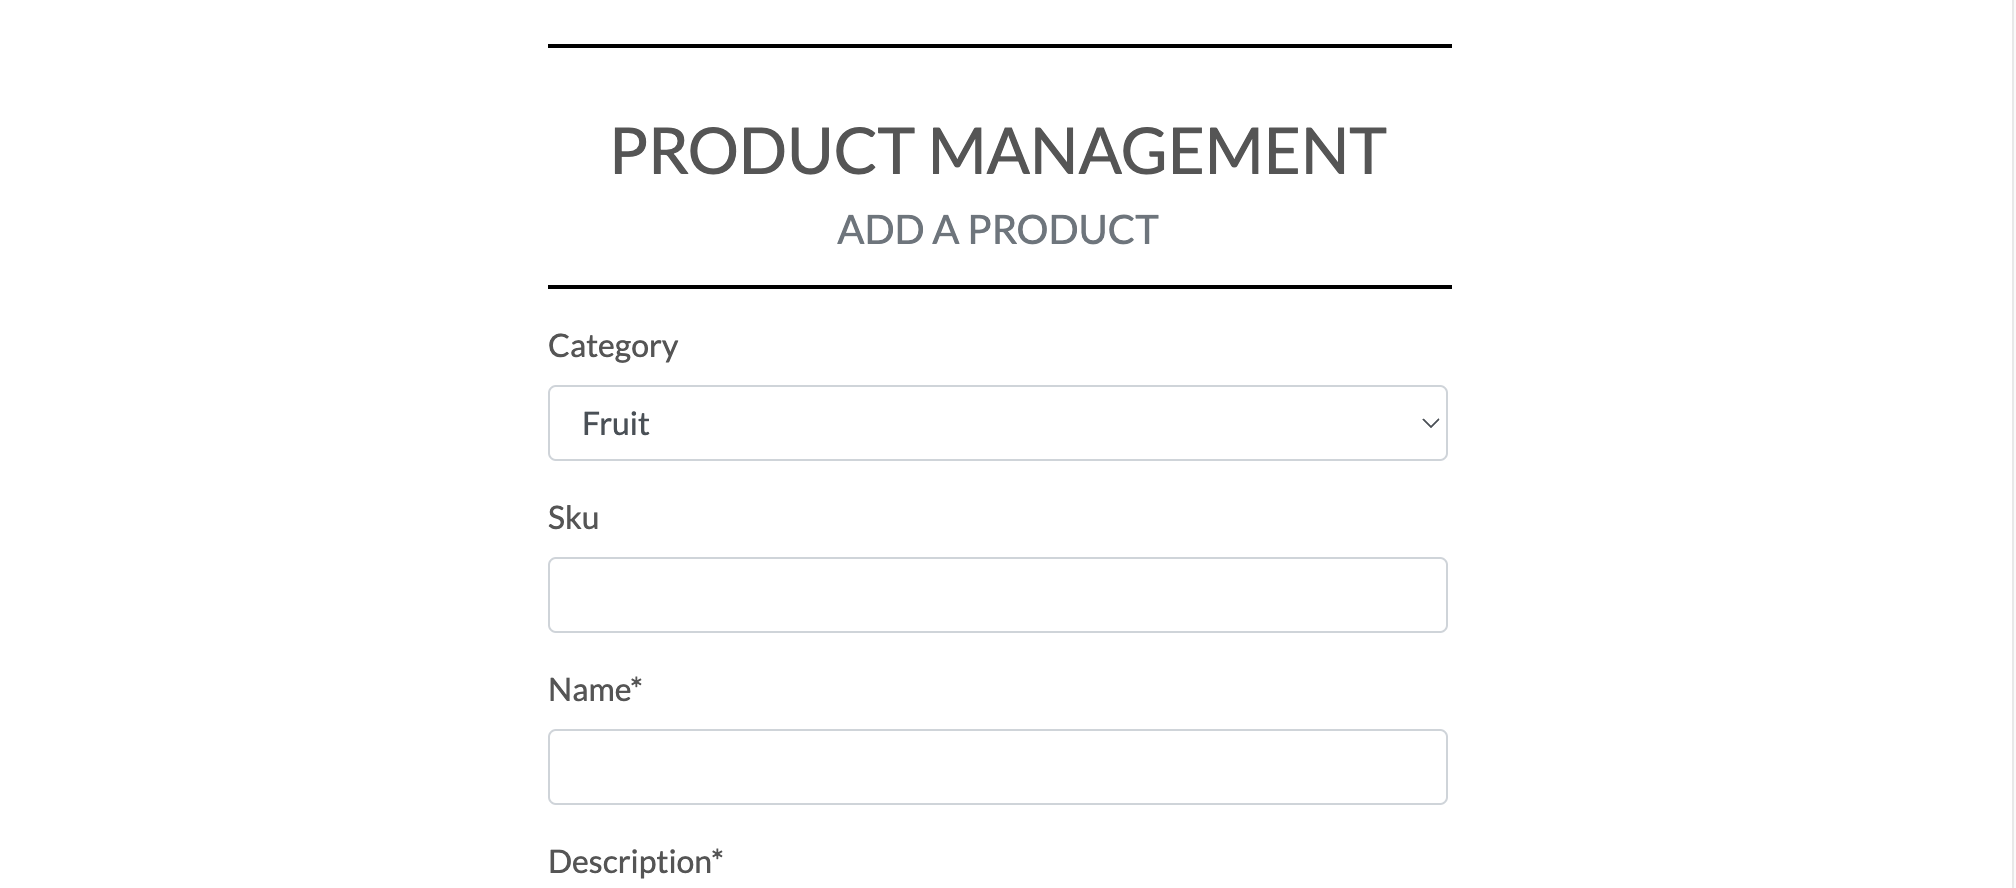 PRODUCT MANAGEMENT
ADD A PRODUCT
Category
Fruit
Sku
Name*
Description*